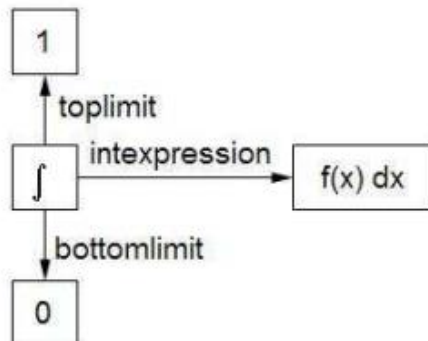 1
toplimit
intexpression
∫
f(x) dx
bottomlimit
0